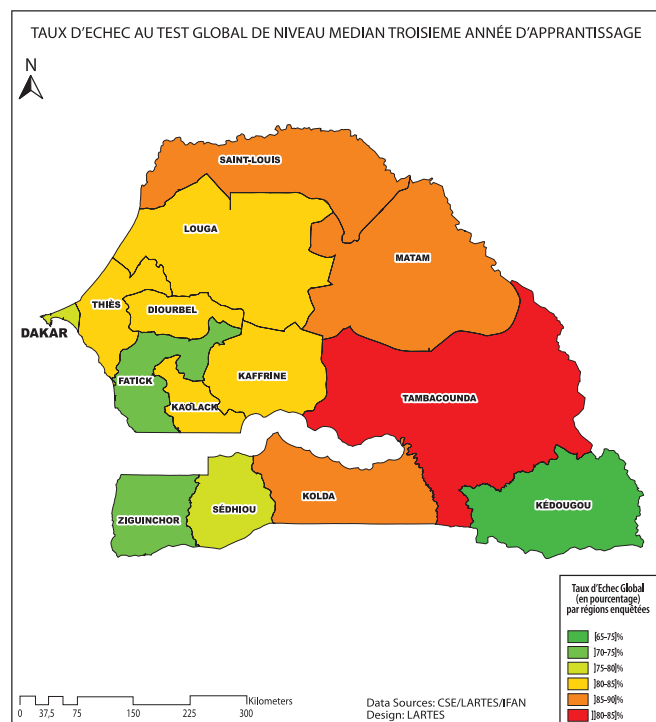 TAUX D'ECHEC AU TEST GLOBAL DE NIVEAU MEDIAN TROISIEME ANNÉE D'APPRANTISSAGE
N
SAINT-LOUIS
LOUGA
MATAM
THIÈS
DIOURBEL
DAKAR
FATICK
KAFFRINE
KAOLACK
TAMBACOUNDA
KOLDA
SÉDHIOU
KÉDOUGOU
ZIGUINCHOR
Taux d'Echec Global
(en pourcentage)
par régions enquêtées
[65-75]%
]70-75]%
]75-80]%
]80-85]%
]85-90]%
]]80-85]%
Kilometers
0 37,5 75 150 225 300
Data Sources: CSE/LARTES/IFAN
Design: LARTES